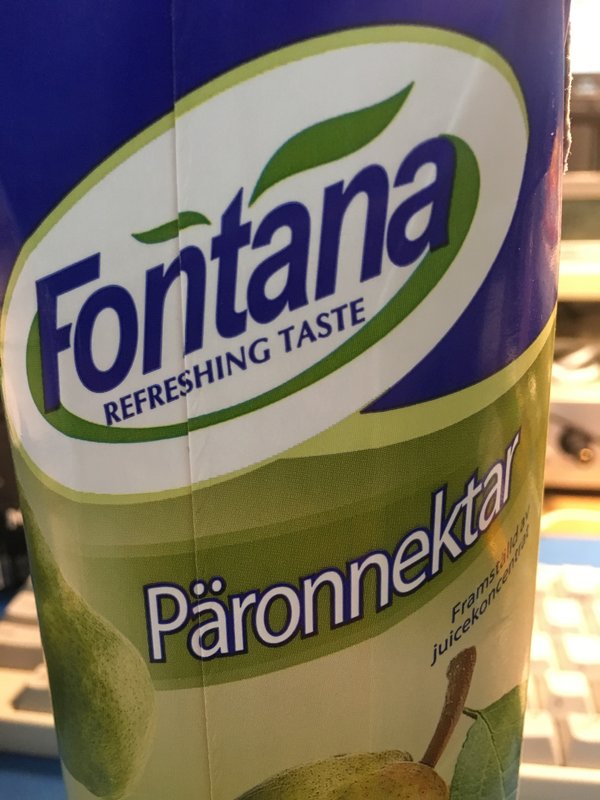 Fontana
REFRESHING TASTE
Päronnektar
Framställd av
juicekoncentrat